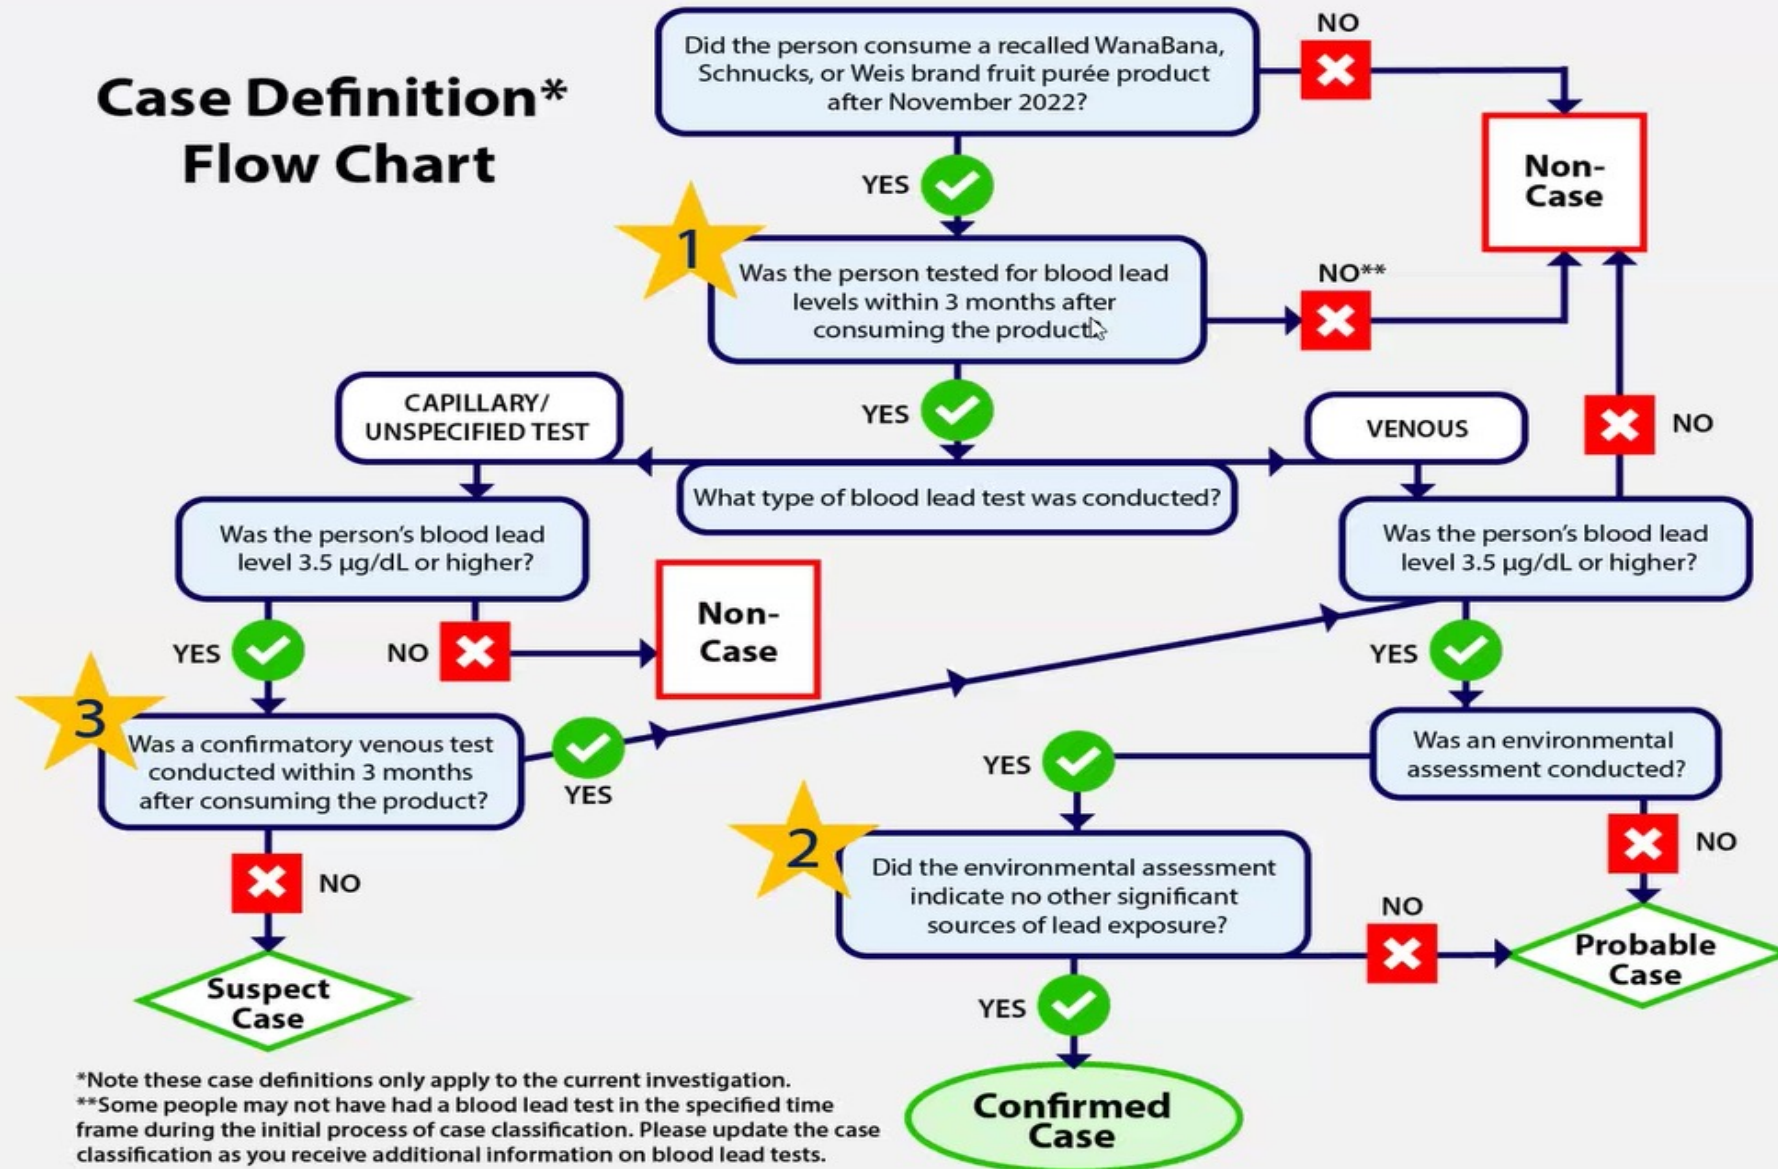 Case Definition*
Flow Chart
Did the person consume a recalled WanaBana,
Schnucks, or Weis brand fruit purée product
after November 2022?
NO
Non-
Case
YES
1
Was the person tested for blood lead
levels within 3 months after
consuming the product
NO**
YES
CAPILLARY/
UNSPECIFIED TEST
VENOUS
NO
What type of blood lead test was conducted?
Was the person's blood lead
level 3.5 µg/dL or higher?
Was the person's blood lead
level 3.5 µg/dL or higher?
Non-
Case
YES
NO
YES
3
Was a confirmatory venous test
conducted within 3 months
after consuming the product?
YES
Was an environmental
assessment conducted?
YES
NO
2
Did the environmental assessment
indicate no other significant
sources of lead exposure?
NO
NO
Probable
Case
Suspect
Case
YES
Confirmed
Case
*Note these case definitions only apply to the current investigation.
**Some people may not have had a blood lead test in the specified time
frame during the initial process of case classification. Please update the case
classification as you receive additional information on blood lead tests.